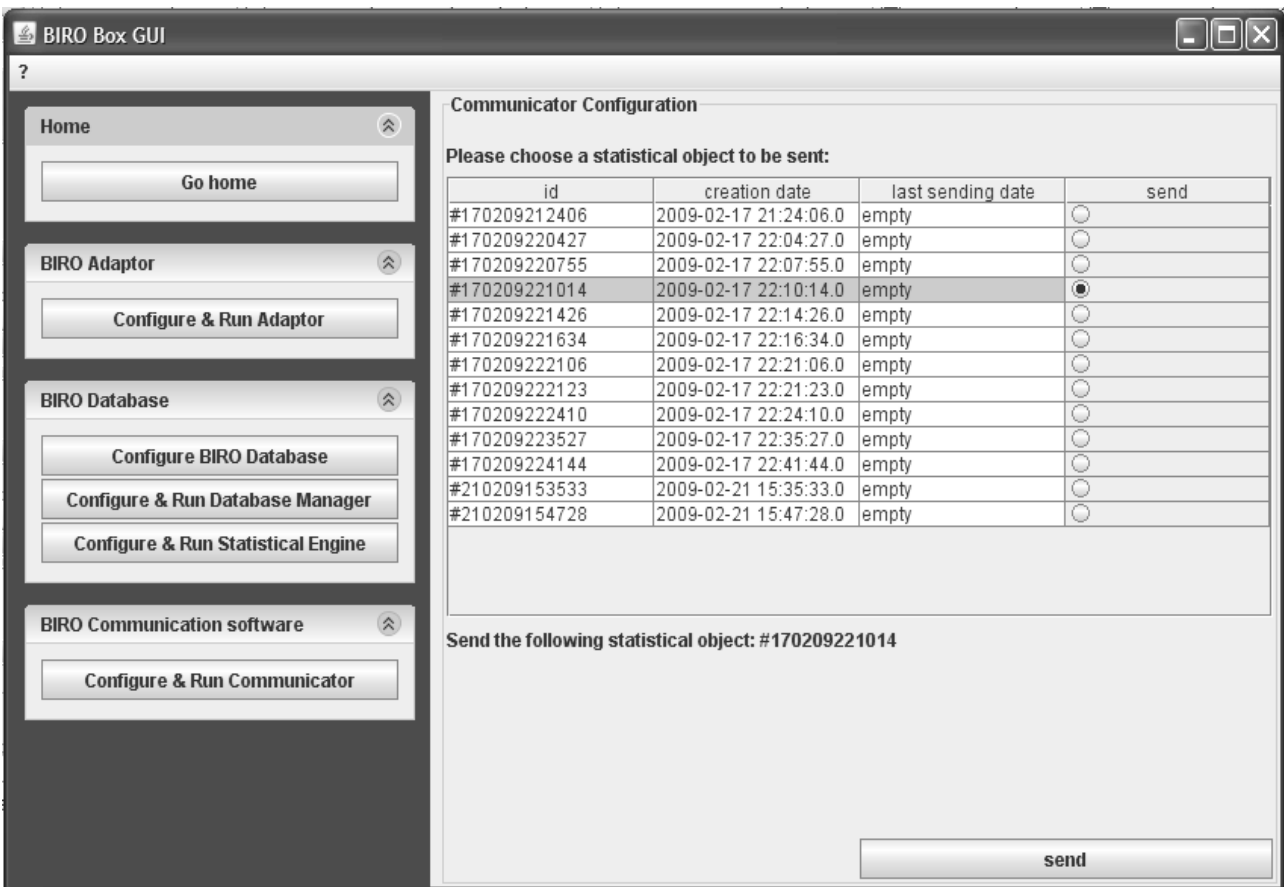 BIRO Box GUI
?
Home
Go home
BIRO Adaptor
Configure & Run Adaptor
BIRO Database
Configure BIRO Database
Configure & Run Database Manager
Configure & Run Statistical Engine
BIRO Communication software
Configure & Run Communicator
Communicator Configuration
Please choose a statistical object to be sent:
id creation date last sending date send
#170209212406 2009-02-17 21:24:06.0 empty
#170209220427 2009-02-17 22:04:27.0 empty
#170209220755 2009-02-17 22:07:55.0 empty
#170209221014 2009-02-17 22:10:14.0 empty
#170209221426 2009-02-17 22:14:26.0 empty
#170209221634 2009-02-17 22:16:34.0 empty
#170209222106 2009-02-17 22:21:06.0 empty
#170209222123 2009-02-17 22:21:23.0 empty
#170209222410 2009-02-17 22:24:10.0 empty
#170209223527 2009-02-17 22:35:27.0 empty
#170209224144 2009-02-17 22:41:44.0 empty
#210209153533 2009-02-21 15:35:33.0 empty
#210209154728 2009-02-21 15:47:28.0 empty
Send the following statistical object: #170209221014
send